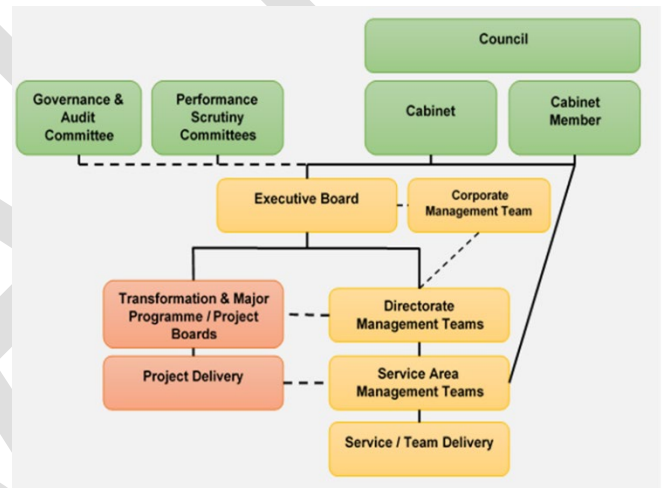 Council
Governance &
Audit
Committee
Performance
Scrutiny
Committees
Cabinet
Cabinet
Member
Executive Board
Corporate
Management Team
Transformation & Major
Programme / Project
Boards
Directorate
Management Teams
Project Delivery
Service Area
Management Teams
Service / Team Delivery